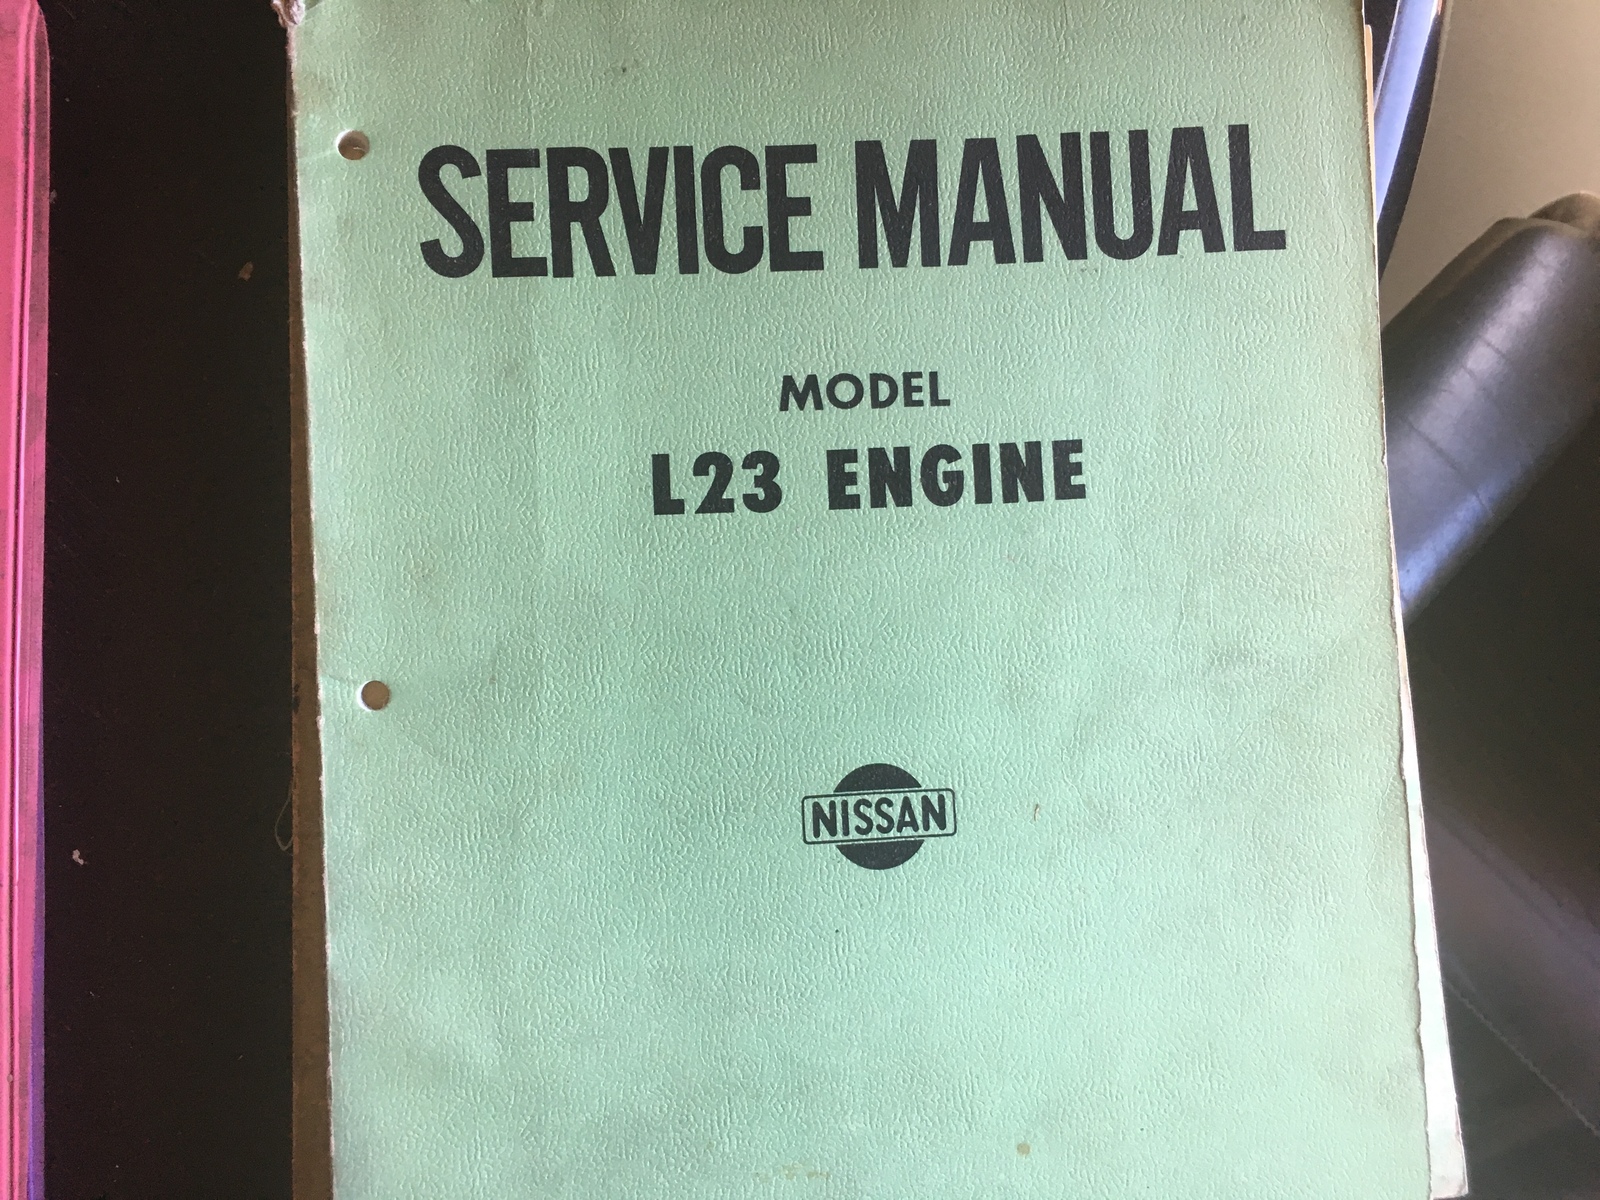 SERVICE MANUAL
MODEL
L23 ENGINE
NISSAN